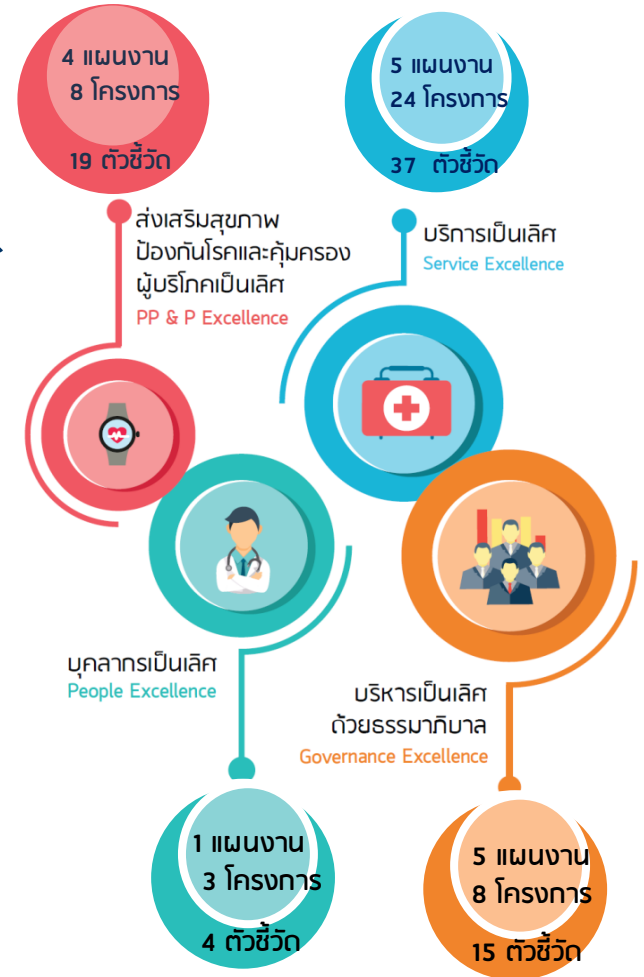 4 แผนงาน
8 โครงการ
19 ตัวชี้วัด
5 แผนงาน
24 โครงการ
37 ตัวชี้วัด
ส่งเสริมสุขภาพ
ป้องกันโรคและคุ้มครอง
ผู้บริโภคเป็นเลิศ
PP & P Excellence
บริการเป็นเลิศ
Service Excellence
บุคลากรเป็นเลิศ
People Excellence
บริหารเป็นเลิศ
ด้วยธรรมาภิบาล
Governance Excellence
1 แผนงาน
3 โครงการ
4 ตัวชี้วัด
5 แผนงาน
8 โครงการ
15 ตัวชี้วัด